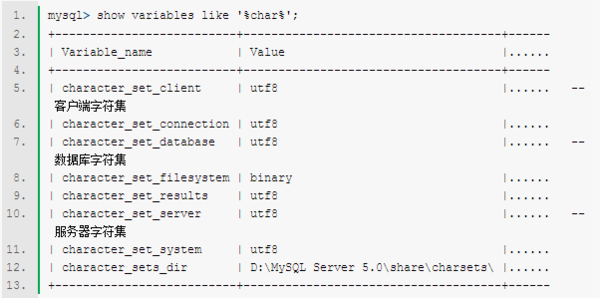 1. mysql> show variables like '%char%';
2. +--------------------------+---------------------------------+------
3. | Variable_name | Value |......
4. +--------------------------+---------------------------------+------
5. | character_set_client | utf8 |...... --
客户端字符集
6. | character_set_connection | utf8 |......
7. | character_set_database | utf8 |...... --
数据库字符集
8. | character_set_filesystem | binary |......
9. | character_set_results | utf8 |......
10. | character_set_server | utf8 |...... --
服务器字符集
11. | character_set_system | utf8 |......
12. | character_sets_dir | D:\MySQL Server 5.0\share\charsets\ |......
13. +--------------------------+---------------------------------+------